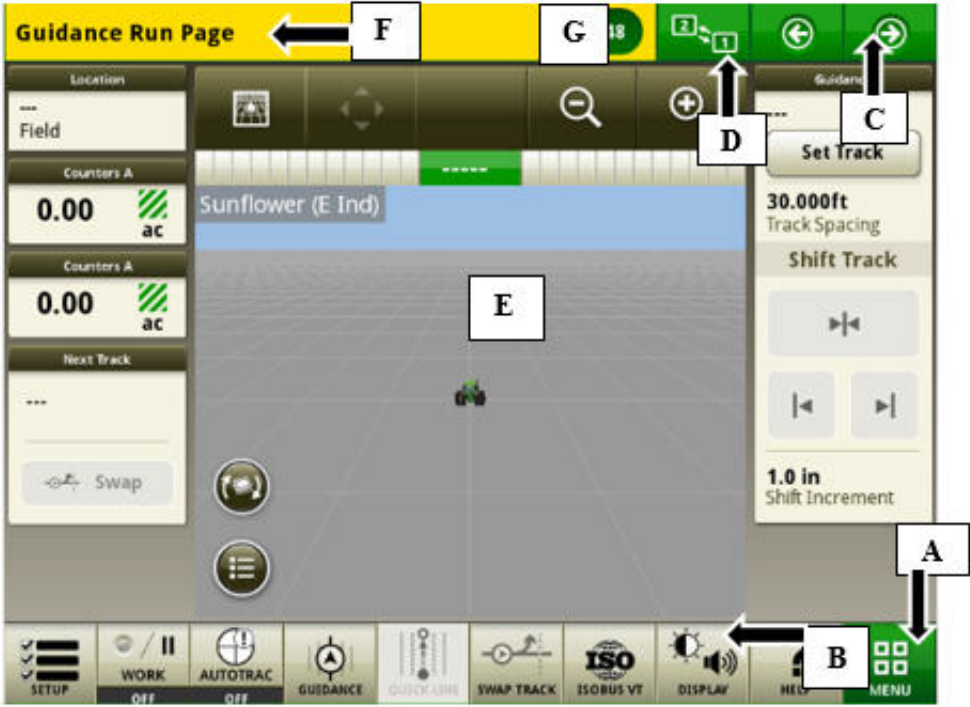 Guidance Run Page
F
G
48
2
1
D
C
Location
---
Field
Counters A
0.00
ac
Counters A
0.00
ac
Next Track
---
Swap
-----
Sunflower (E Ind)
E
---
Set Track
30.000ft
Track Spacing
Shift Track
1.0 in
Shift Increment
A
B
SETUP
WORK
OFF
AUTOTRAC
OFF
GUIDANCE
QUICK LINE
SWAP TRACK
ISO
ISOBUS VT
DISPLAY
HELP
MENU